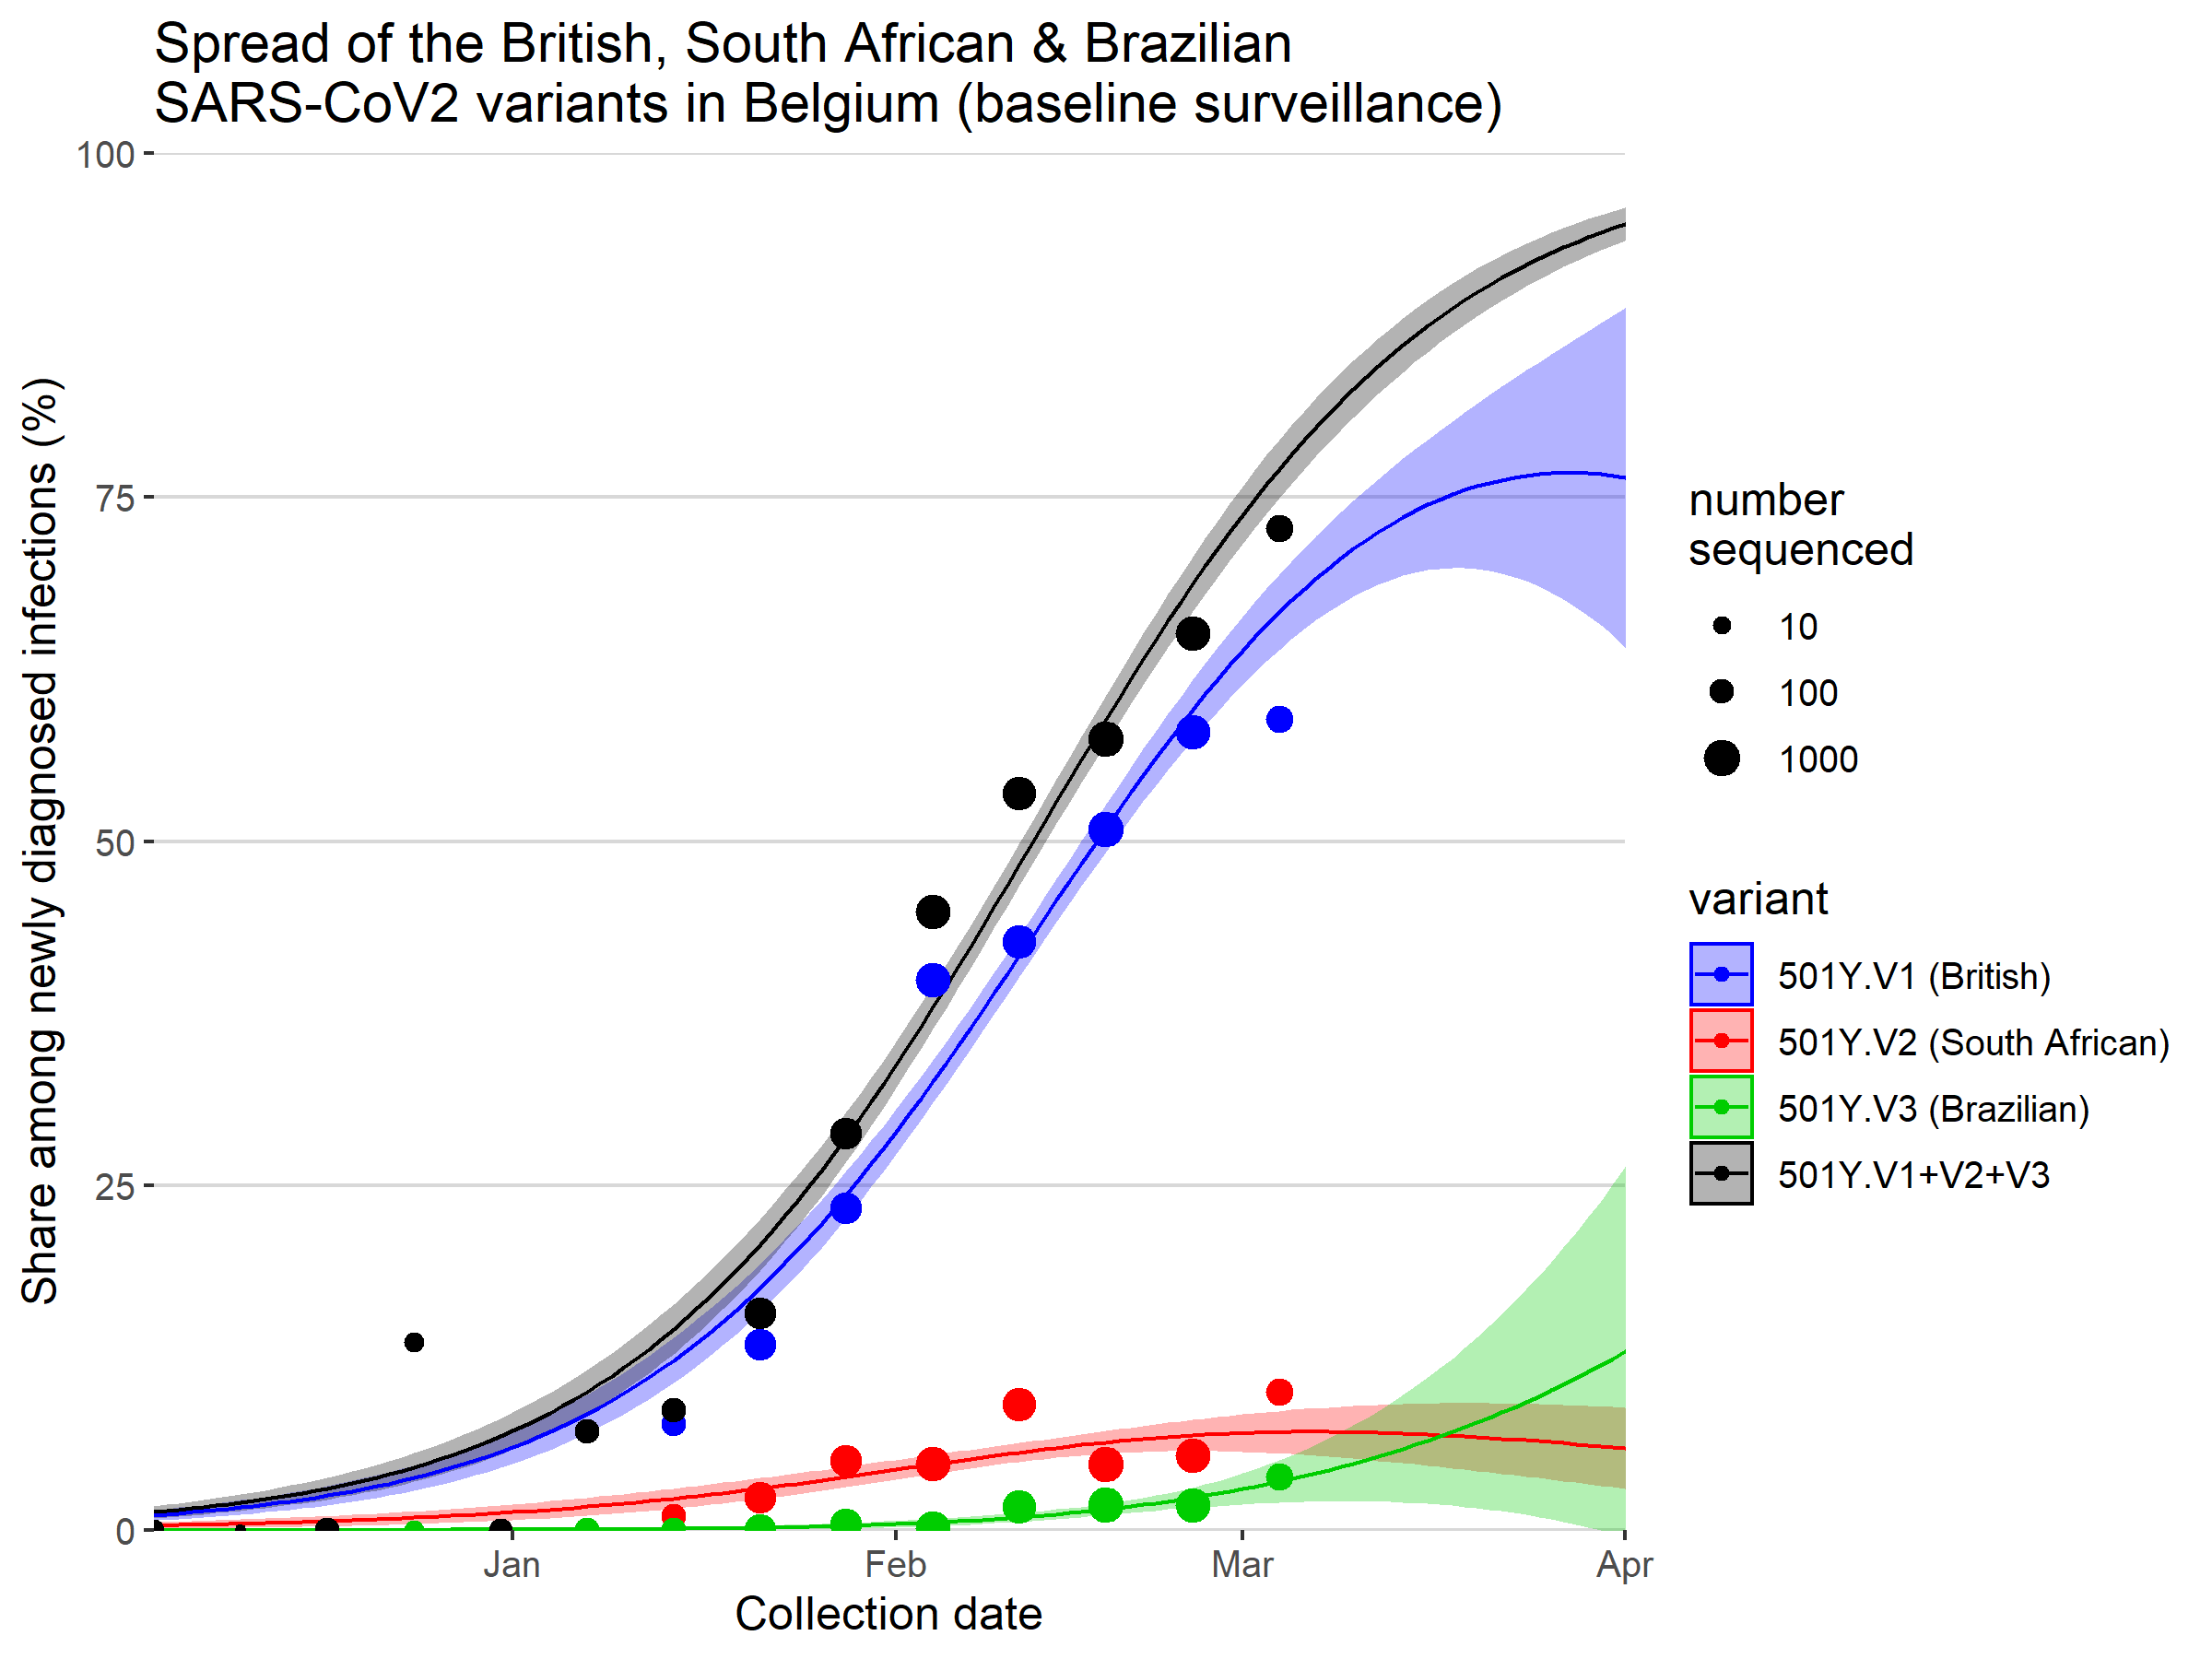 Spread of the British, South African & Brazilian
SARS-CoV2 variants in Belgium (baseline surveillance)
Share among newly diagnosed infections (%)
100
75
50
25
0
Jan
Feb
Mar
Apr
Collection date
number
sequenced
10
100
1000
variant
501Y.V1 (British)
501Y.V2 (South African)
501Y.V3 (Brazilian)
501Y.V1+V2+V3